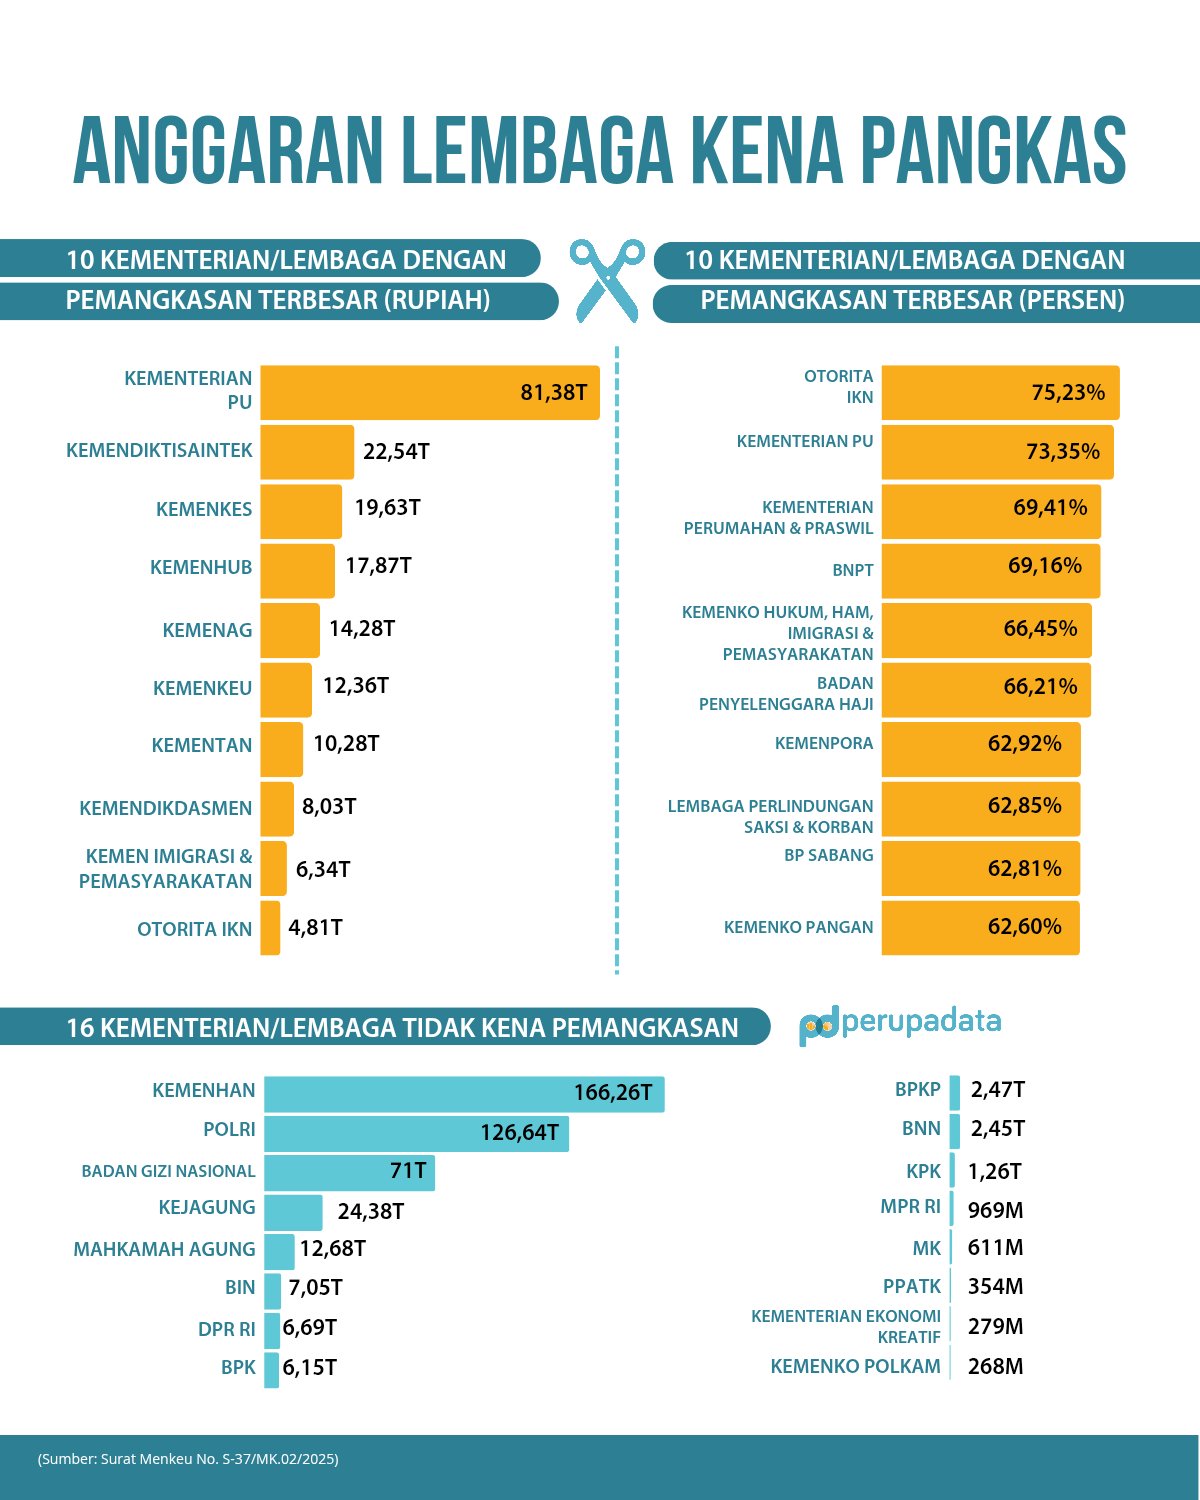 ANGGARAN LEMBAGA KENA PANGKAS
10 KEMENTERIAN/LEMBAGA DENGAN
PEMANGKASAN TERBESAR (RUPIAH)
KEMENTERIAN
PU
81,38T
KEMENDIKTISAINTEK
22,54T
KEMENKES
19,63T
KEMENHUB
17,87T
KEMENAG
14,28T
KEMENKEU
12,36T
KEMENTAN
10,28T
KEMENDIKDASMEN
8,03T
KEMEN IMIGRASI &
PEMASYARAKATAN
6,34T
OTORITA IKN
4,81T
10 KEMENTERIAN/LEMBAGA DENGAN
PEMANGKASAN TERBESAR (PERSEN)
OTORITA
IKN
75,23%
KEMENTERIAN PU
73,35%
KEMENTERIAN
PERUMAHAN & PRASWIL
69,41%
BNPT
69,16%
KEMENKO HUKUM, HAM,
IMIGRASI &
PEMASYARAKATAN
66,45%
BADAN
PENYELENGGARA HAJI
66,21%
KEMENPORA
62,92%
LEMBAGA PERLINDUNGAN
SAKSI & KORBAN
62,85%
BP SABANG
62,81%
KEMENKO PANGAN
62,60%
16 KEMENTERIAN/LEMBAGA TIDAK KENA PEMANGKASAN
pd perupadata
KEMENHAN
166,26T
POLRI
126,64T
BADAN GIZI NASIONAL
71T
KEJAGUNG
24,38T
MAHKAMAH AGUNG
12,68T
BIN
7,05T
DPR RI
6,69T
BPK
6,15T
BPKP
2,47T
BNN
2,45T
KPK
1,26T
MPR RI
969M
MK
611M
PPATK
354M
KEMENTERIAN EKONOMI
KREATIF
279M
KEMENKO POLKAM
268M
(Sumber: Surat Menkeu No. S-37/MK.02/2025)